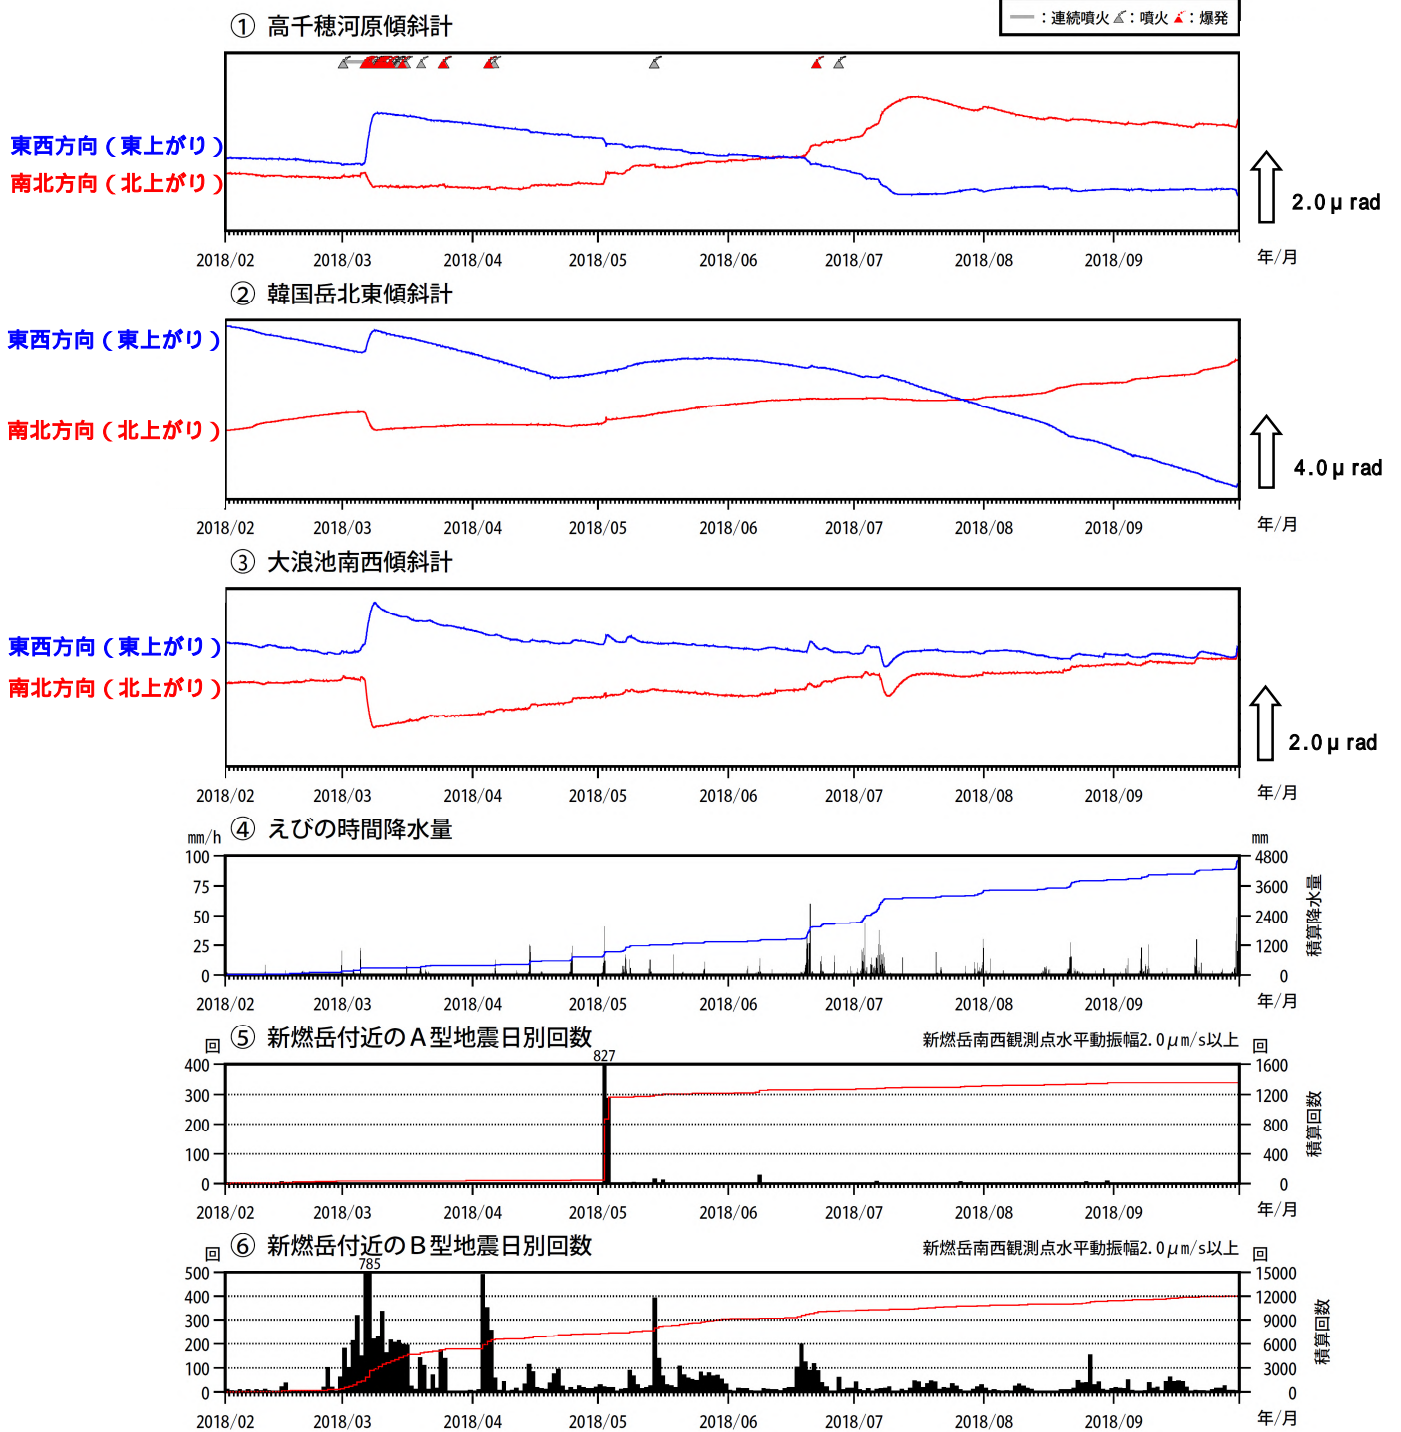 ━：連続噴火 ：噴火 ：爆発
① 高千穂河原傾斜計
東西方向（東上がり）
南北方向（北上がり）
2.0μ rad
2018/02 2018/03 2018/04 2018/05 2018/06 2018/07 2018/08 2018/09 年/月
② 韓国岳北東傾斜計
東西方向（東上がり）
南北方向（北上がり）
4.0μ rad
2018/02 2018/03 2018/04 2018/05 2018/06 2018/07 2018/08 2018/09 年/月
③ 大浪池南西傾斜計
東西方向（東上がり）
南北方向（北上がり）
2.0μ rad
2018/02 2018/03 2018/04 2018/05 2018/06 2018/07 2018/08 2018/09 年/月
mm/h ④ えびの時間降水量 mm
100 4800
75 3600
50 2400
25 1200
0 0
積算降水量
2018/02 2018/03 2018/04 2018/05 2018/06 2018/07 2018/08 2018/09 年/月
回 ⑤ 新燃岳付近のＡ型地震日別回数 新燃岳南西観測点水平動振幅2.0μm/s以上 回
827
400 1600
300 1200
200 800
100 400
0 0
積算回数
2018/02 2018/03 2018/04 2018/05 2018/06 2018/07 2018/08 2018/09 年/月
回 ⑥ 新燃岳付近のＢ型地震日別回数 新燃岳南西観測点水平動振幅2.0μm/s以上 回
785
500 15000
400 12000
300 9000
200 6000
100 3000
0 0
積算回数
2018/02 2018/03 2018/04 2018/05 2018/06 2018/07 2018/08 2018/09 年/月